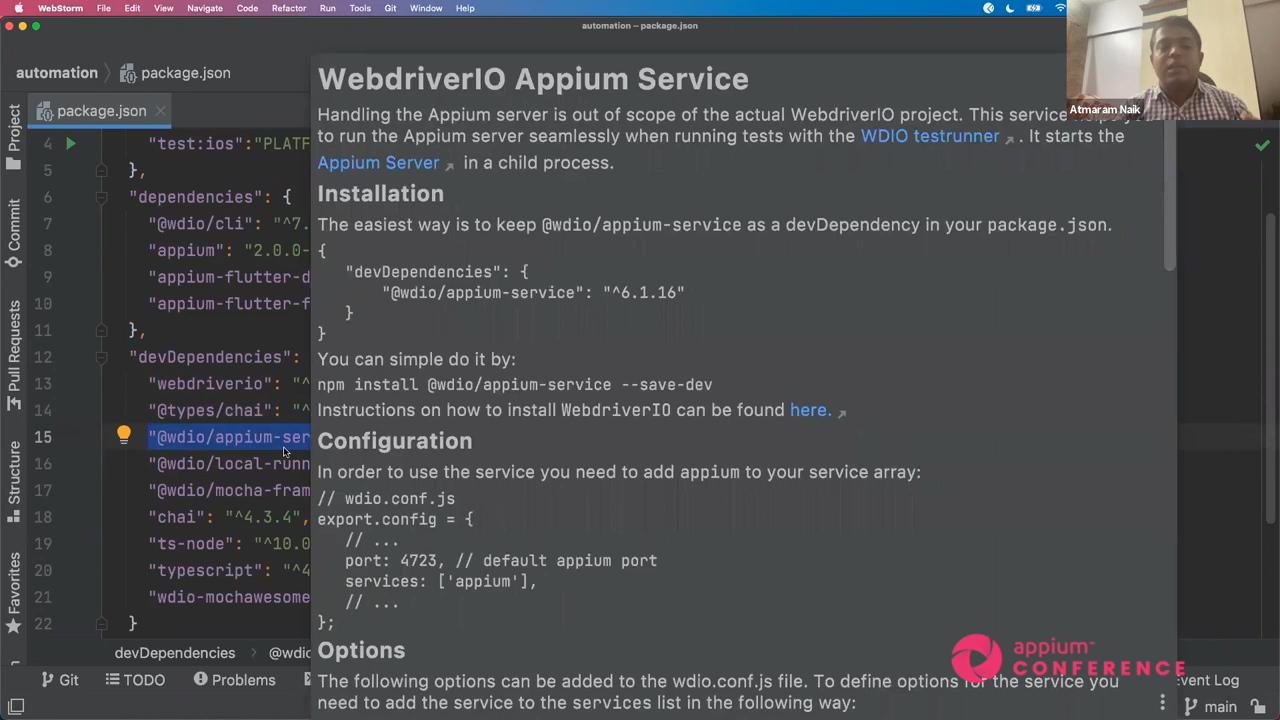 WebStorm File Edit View Navigate Code Refactor Run Tools Git Window Help
automation – package.json
automation package.json
package.json
Project
Commit
Pull Requests
Structure
Favorites
4 "test:ios":"PLATF
5 },
6 "dependencies": {
7 "@wdio/cli": "^7.
8 "appium": "2.0.0-
9 "appium-flutter-d
10 "appium-flutter-f
11 },
12 "devDependencies":
13 "webdriverio": "^
14 "@types/chai": "^
15 "@wdio/appium-ser
16 "@wdio/local-runn
17 "@wdio/mocha-fram
18 "chai": "^4.3.4",
19 "ts-node": "^10.0
20 "typescript": "^4
21 "wdio-mochawesome
22 }
WebdriverIO Appium Service
Handling the Appium server is out of scope of the actual WebdriverIO project. This service
to run the Appium server seamlessly when running tests with the WDIO testrunner . It starts the
Appium Server in a child process.
Installation
The easiest way is to keep @wdio/appium-service as a devDependency in your package.json.
{
"devDependencies": {
"@wdio/appium-service": "^6.1.16"
}
}
You can simple do it by:
npm install @wdio/appium-service --save-dev
Instructions on how to install WebdriverIO can be found here.
Configuration
In order to use the service you need to add appium to your service array:
// wdio.conf.js
export.config = {
// ...
port: 4723, // default appium port
services: ['appium'],
// ...
};
Options
The following options can be added to the wdio.conf.js file. To define options for the service you
need to add the service to the services list in the following way:
Atmaram Naik
appium™
CONFERENCE
devDependencies @wdi
Git TODO Problems
vent Log
main